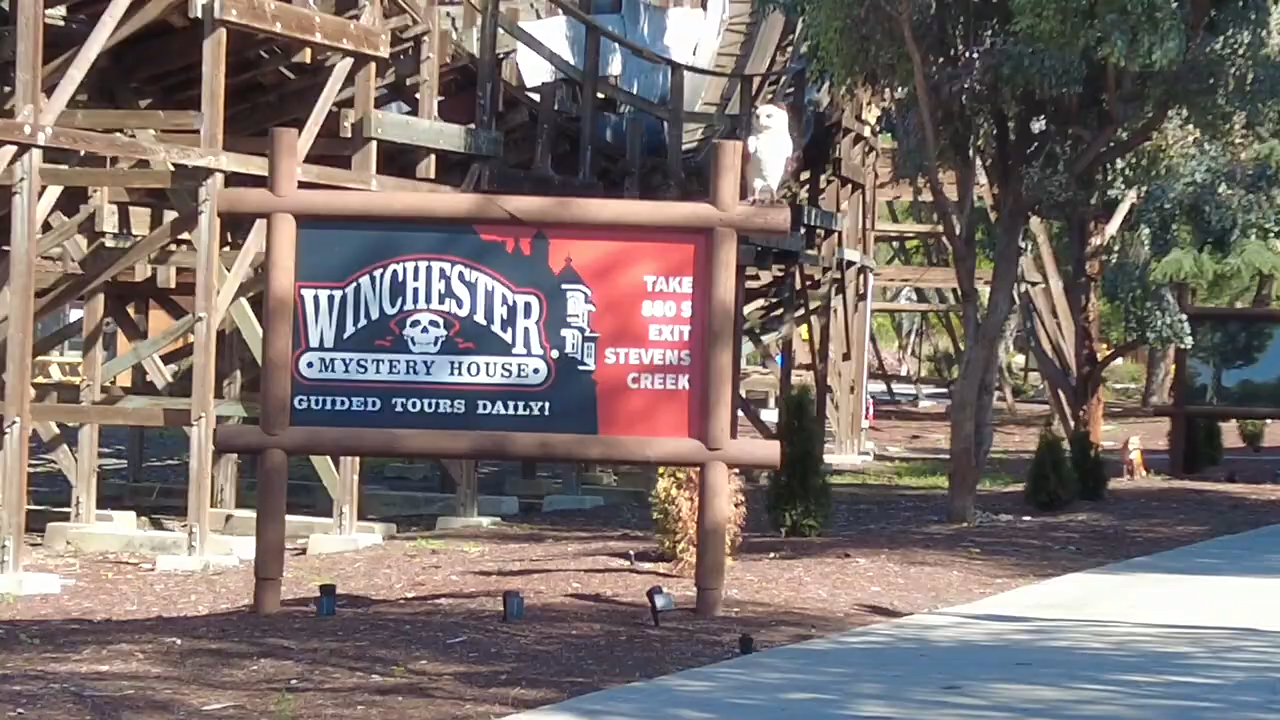 WINCHESTER
MYSTERY HOUSE
GUIDED TOURS DAILY!
TAKE
880 S
EXIT
STEVENS
CREEK